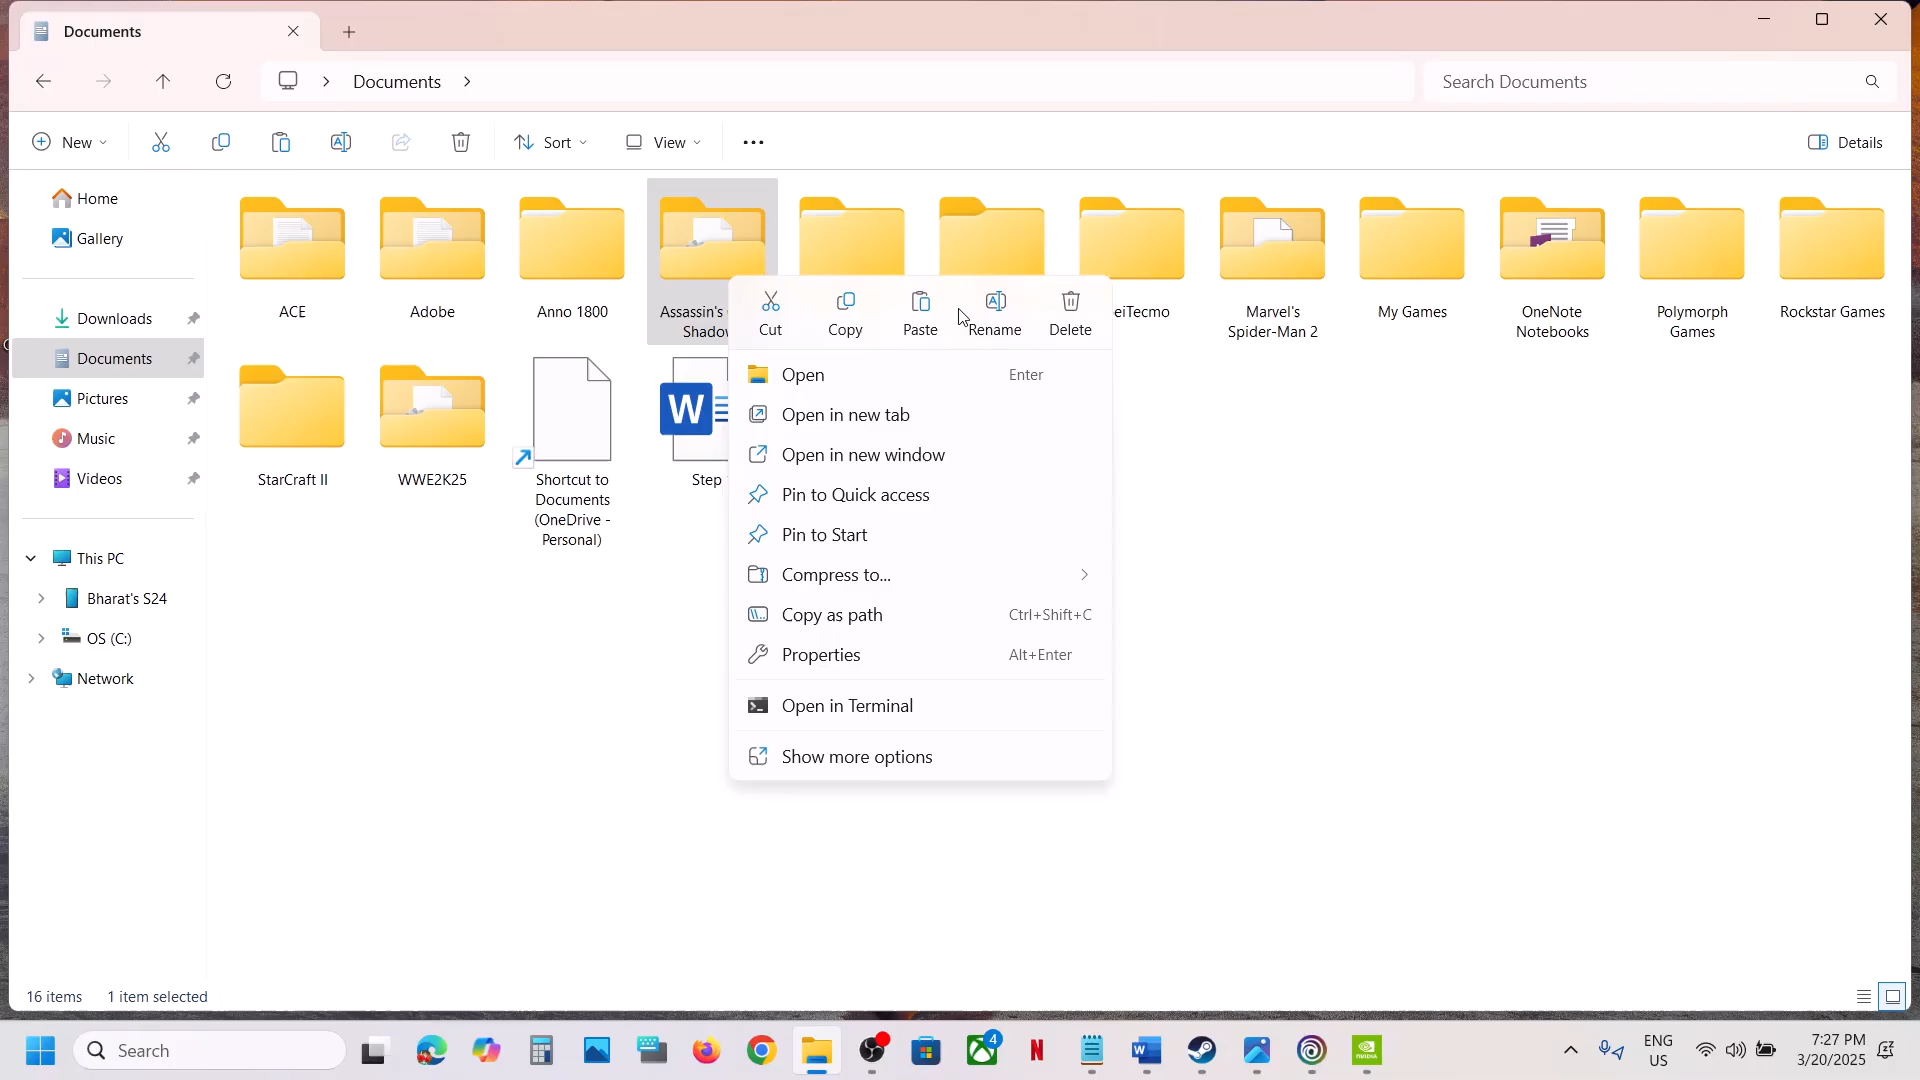 Documents
Documents
Search Documents
New
Sort
View
Details
Home
Gallery
Downloads
Documents
Pictures
Music
Videos
This PC
Bharat's S24
OS (C:)
Network
ACE
Adobe
Anno 1800
Assassin's
Shadow
eiTecmo
Marvel's
Spider-Man 2
My Games
OneNote
Notebooks
Polymorph
Games
Rockstar Games
StarCraft II
WWE2K25
Shortcut to
Documents
(OneDrive -
Personal)
W
Step
Cut
Copy
Paste
Rename
Delete
Open Enter
Open in new tab
Open in new window
Pin to Quick access
Pin to Start
Compress to...
Copy as path Ctrl+Shift+C
Properties Alt+Enter
Open in Terminal
Show more options
16 items 1 item selected
Search
4
N
W
NVIDIA
ENG
US
7:27 PM
3/20/2025